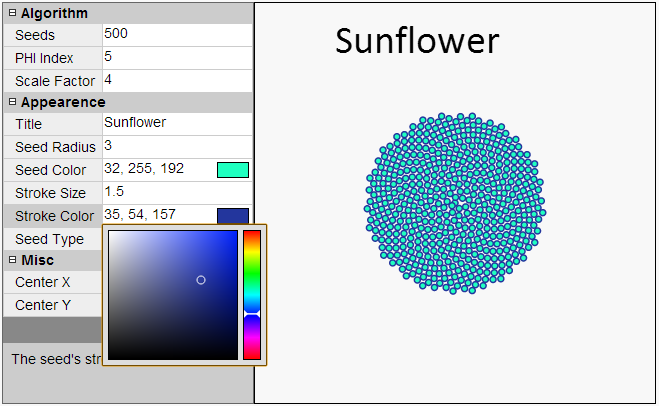 Algorithm
Seeds 500
PHI Index 5
Scale Factor 4
Appearence
Title Sunflower
Seed Radius 3
Seed Color 32, 255, 192
Stroke Size 1.5
Stroke Color 35, 54, 157
Seed Type
Misc
Center X
Center Y
The seed's str
Sunflower